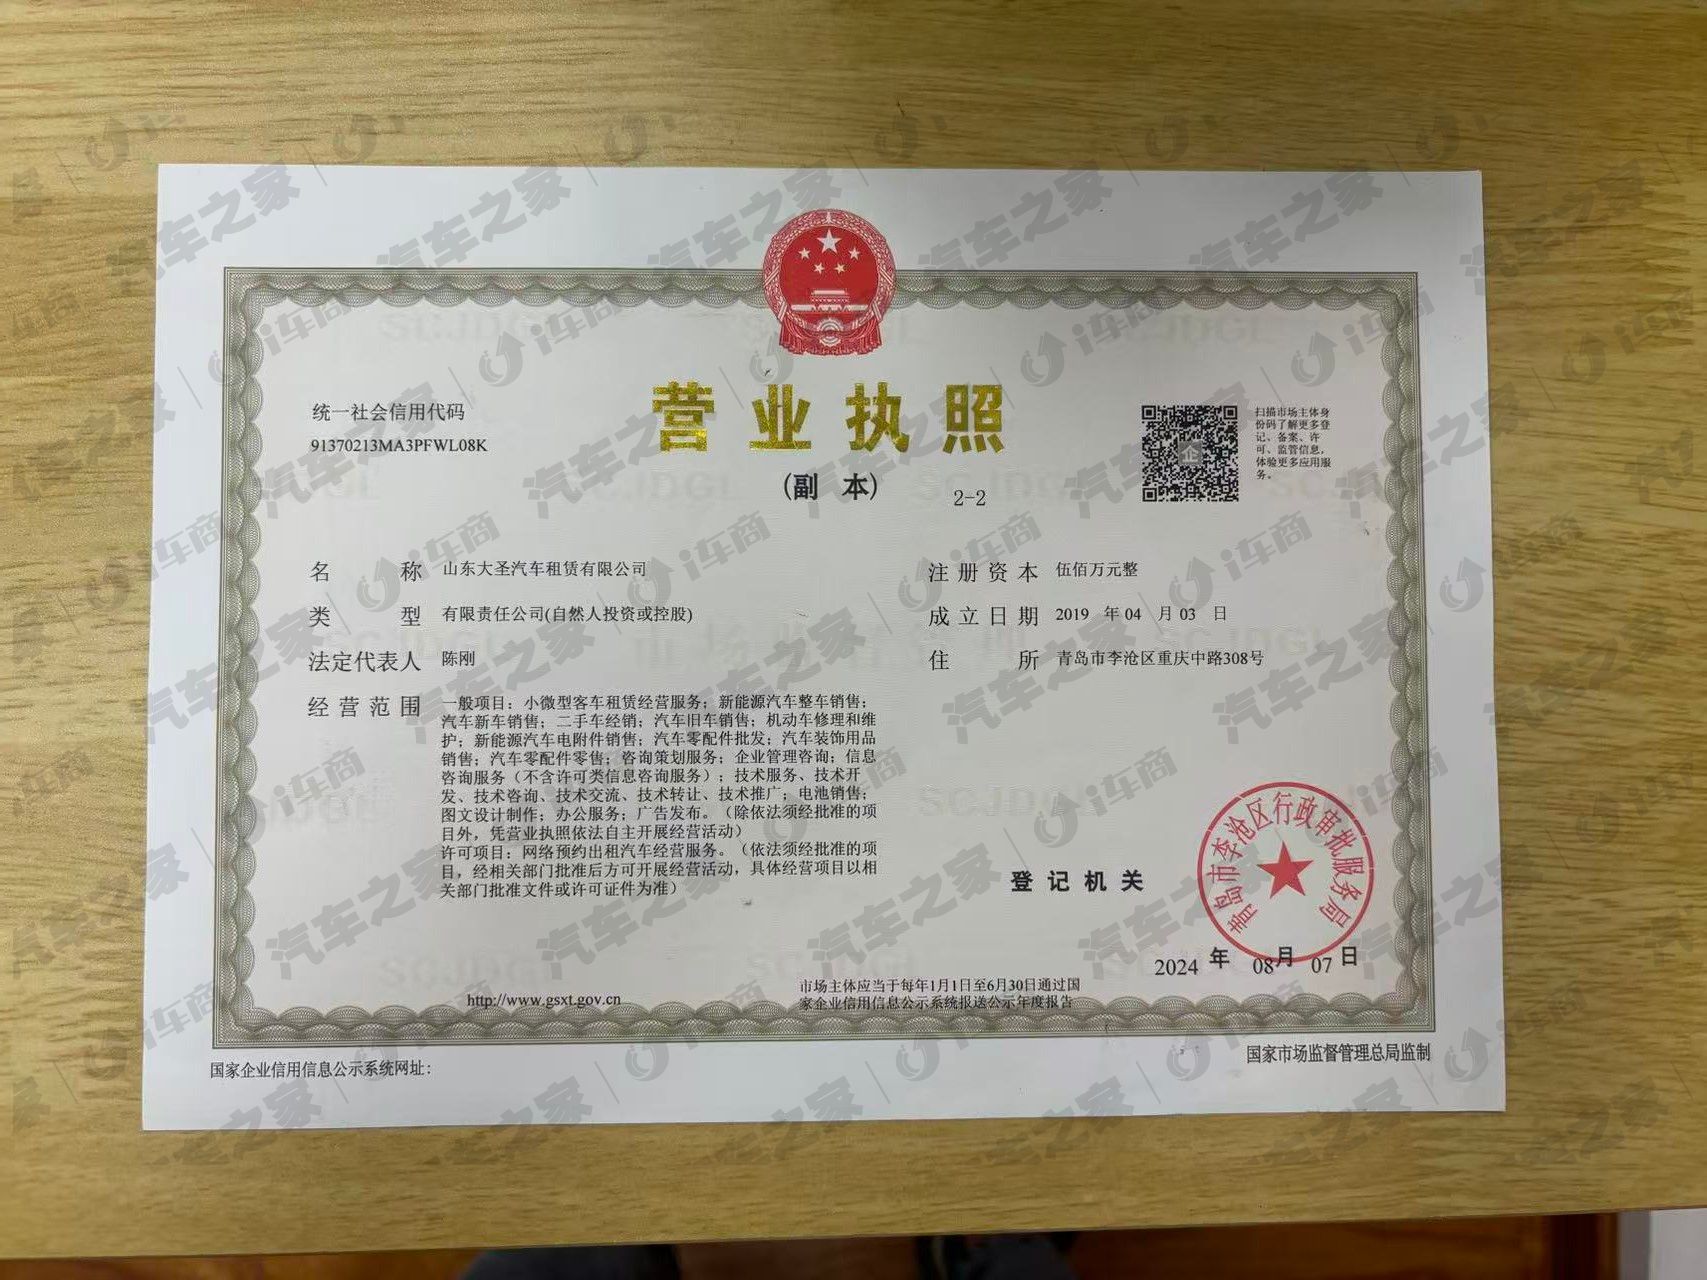 统一社会信用代码
91370213MA3PFWL08K
营业执照
(副 本) 2-2
扫描市场主体身
份码了解更多登
记、备案、许
可、监管信息，
体验更多应用服
务。
名 称 山东大圣汽车租赁有限公司
类 型 有限责任公司(自然人投资或控股)
法定代表人 陈刚
经营范围 一般项目：小微型客车租赁经营服务；新能源汽车整车销售；
汽车新车销售；二手车经销；汽车旧车销售；机动车修理和维
护；新能源汽车电附件销售；汽车零配件批发；汽车装饰用品
销售；汽车零配件零售；咨询策划服务；企业管理咨询；信息
咨询服务（不含许可类信息咨询服务）；技术服务、技术开
发、技术咨询、技术交流、技术转让、技术推广；电池销售；
图文设计制作；办公服务；广告发布。（除依法须经批准的项
目外，凭营业执照依法自主开展经营活动）
许可项目：网络预约出租汽车经营服务。（依法须经批准的项
目，经相关部门批准后方可开展经营活动，具体经营项目以相
关部门批准文件或许可证件为准）
注册资本 伍佰万元整
成立日期 2019 年 04 月 03 日
住 所 青岛市李沧区重庆中路308号
登记机关
青岛市李沧区行政审批服务局
2024 年 08月 07 日
http://www.gsxt.gov.cn
市场主体应当于每年1月1日至6月30日通过国
家企业信用信息公示系统报送公示年度报告
国家企业信用信息公示系统网址：
国家市场监督管理总局监制
汽车之家 | i车商